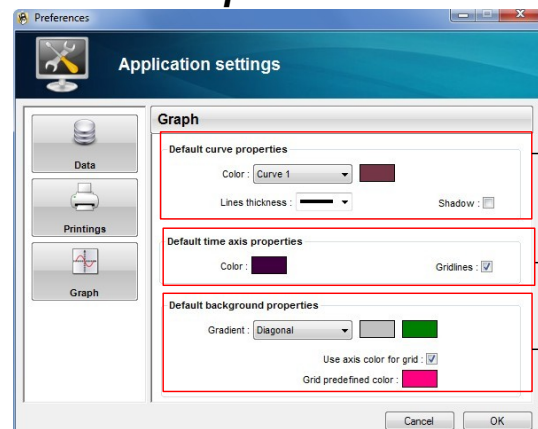 Preferences
Application settings
Data
Printings
Graph
Graph
Default curve properties
Color : Curve 1
Lines thickness : Shadow :
Default time axis properties
Color : Gridlines :
Default background properties
Gradient : Diagonal
Use axis color for grid :
Grid predefined color :
Cancel OK